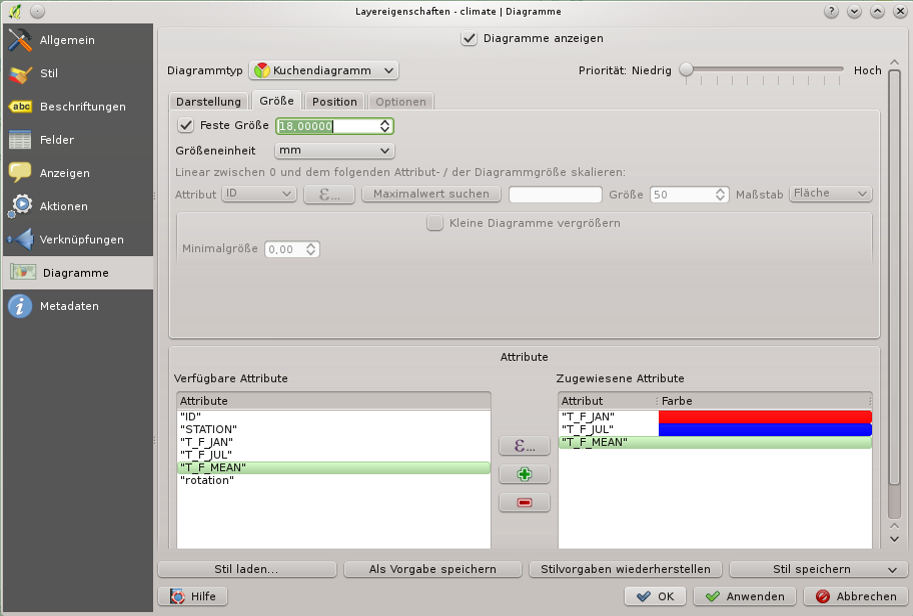 Layereigenschaften - climate | Diagramme
Allgemein
Stil
abc Beschriftungen
Felder
Anzeigen
Aktionen
Verknüpfungen
Diagramme
Metadaten
Diagramme anzeigen
Diagrammtyp Kuchendiagramm Priorität: Niedrig Hoch
Darstellung Größe Position Optionen
Feste Größe 18,00000
Größeneinheit mm
Linear zwischen 0 und dem folgenden Attribut- / der Diagrammgröße skalieren:
Attribut ID ε... Maximalwert suchen Größe 50 Maßstab Fläche
Kleine Diagramme vergrößern
Minimalgröße 0,00
Attribute
Verfügbare Attribute
Attribute
"ID"
"STATION"
"T_F_JAN"
"T_F_JUL"
"T_F_MEAN"
"rotation"
ε...
Zugewiesene Attribute
Attribut Farbe
"T_F_JAN"
"T_F_JUL"
"T_F_MEAN"
Stil laden... Als Vorgabe speichern Stilvorgaben wiederherstellen Stil speichern
Hilfe OK Anwenden Abbrechen